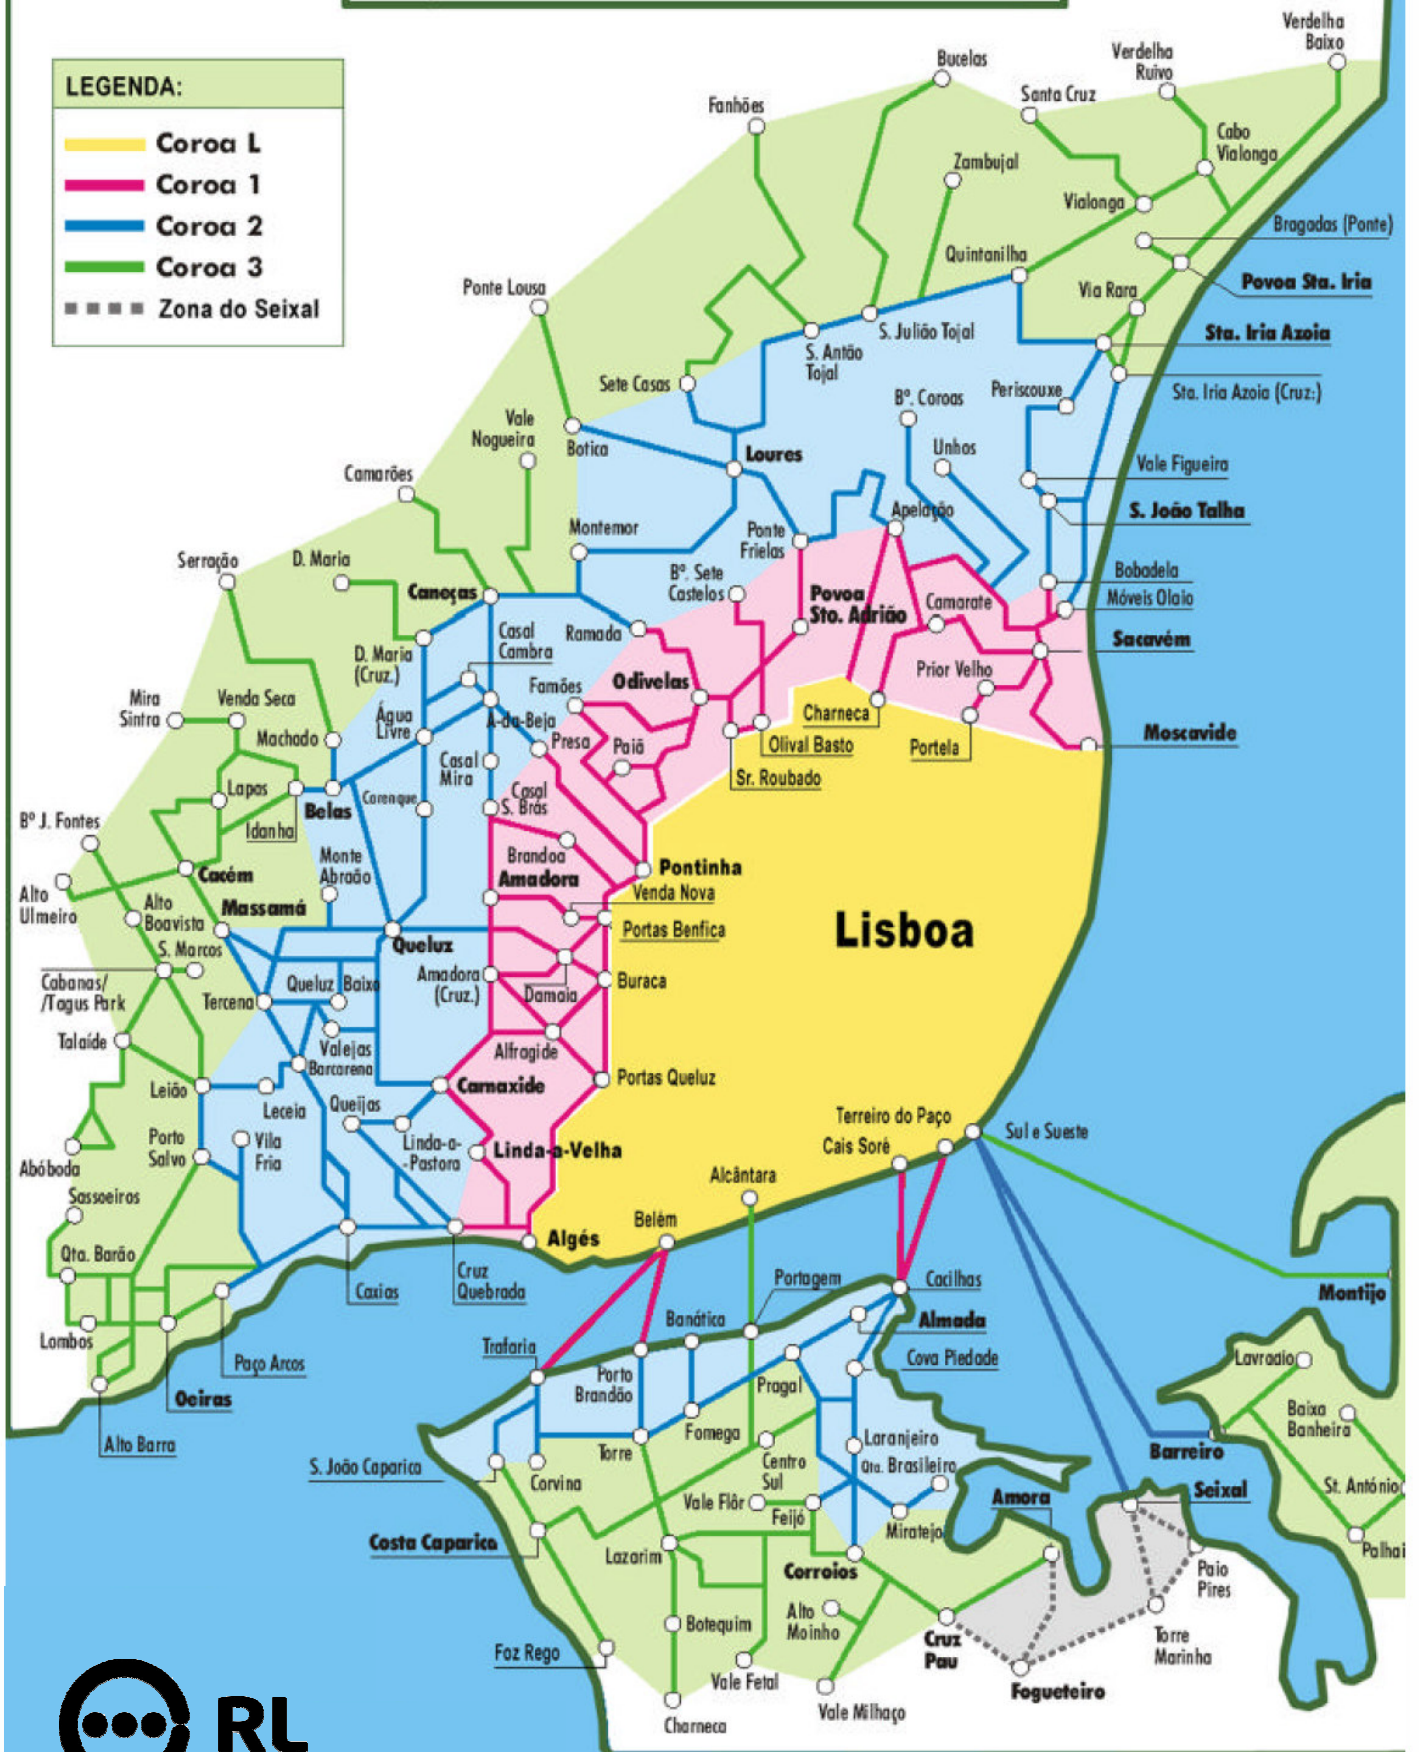 LEGENDA:
Coroa L
Coroa 1
Coroa 2
Coroa 3
Zona do Seixal
Verdelha
Baixo
Verdelha
Ruivo
Bucelas
Santa Cruz
Fanhões
Cabo
Vialonga
Zambujal
Vialonga
Bragadas (Ponte)
Quintanilha
Povoa Sta. Iria
Ponte Lousa
Via Rara
S. Julião Tojal
Sta. Iria Azoia
S. Antão
Tojal
Sete Casas
Periscouxe
Sta. Iria Azoia (Cruz:)
Bº. Coroas
Vale
Nogueira
Botica
Unhos
Loures
Vale Figueira
Camarões
S. João Talha
Apelação
Montemor
Ponte
Frielas
Serração
D. Maria
Bobadela
Bº. Sete
Castelos
Móveis Olaio
Caneças
Povoa
Sto. Adrião
Camarate
Casal
Cambra
Ramada
Sacavém
D. Maria
(Cruz.)
Prior Velho
Odivelas
Famões
Mira
Sintra
Venda Seca
Água
Livre
A-da-Beja
Charneca
Moscavide
Machado
Presa
Paiã
Olival Basto
Portela
Casal
Mira
Sr. Roubado
Lapas
Casal
S. Brás
Carenque
Belas
Bº J. Fontes
Idanha
Monte
Abraão
Brandoa
Pontinha
Cacém
Amadora
Venda Nova
Alto
Ulmeiro
Alto
Boavista
Massamá
Lisboa
Portas Benfica
Queluz
S. Marcos
Cabanas/
/Tagus Park
Queluz Baixo
Amadora
(Cruz.)
Damaia
Buraca
Tercena
Talaíde
Valejas
Alfragide
Barcarena
Portas Queluz
Leião
Carnaxide
Leceia
Queijas
Terreiro do Paço
Sul e Sueste
Porto
Salvo
Vila
Fria
Linda-a-
-Pastora
Linda-a-Velha
Cais Soré
Abóboda
Alcântara
Sassoeiros
Belém
Algés
Qta. Barão
Cruz
Quebrada
Caxias
Portagem
Cacilhas
Montijo
Banática
Almada
Lombos
Trafaria
Cova Piedade
Lavradio
Paço Arcos
Porto
Brandão
Pragal
Oeiras
Baixa
Banheira
Fomega
Laranjeiro
Alto Barra
Torre
Centro
Sul
Barreiro
S. João Caparica
Corvina
Qta. Brasileiro
St. António
Vale Flôr
Amora
Seixal
Feijó
Miratejo
Costa Caparica
Lazarim
Palhai
Corroios
Paio
Pires
Botequim
Alto
Moinho
Foz Rego
Cruz
Pau
Torre
Marinha
Vale Fetal
Fogueteiro
Charneca
Vale Milhaço
RL